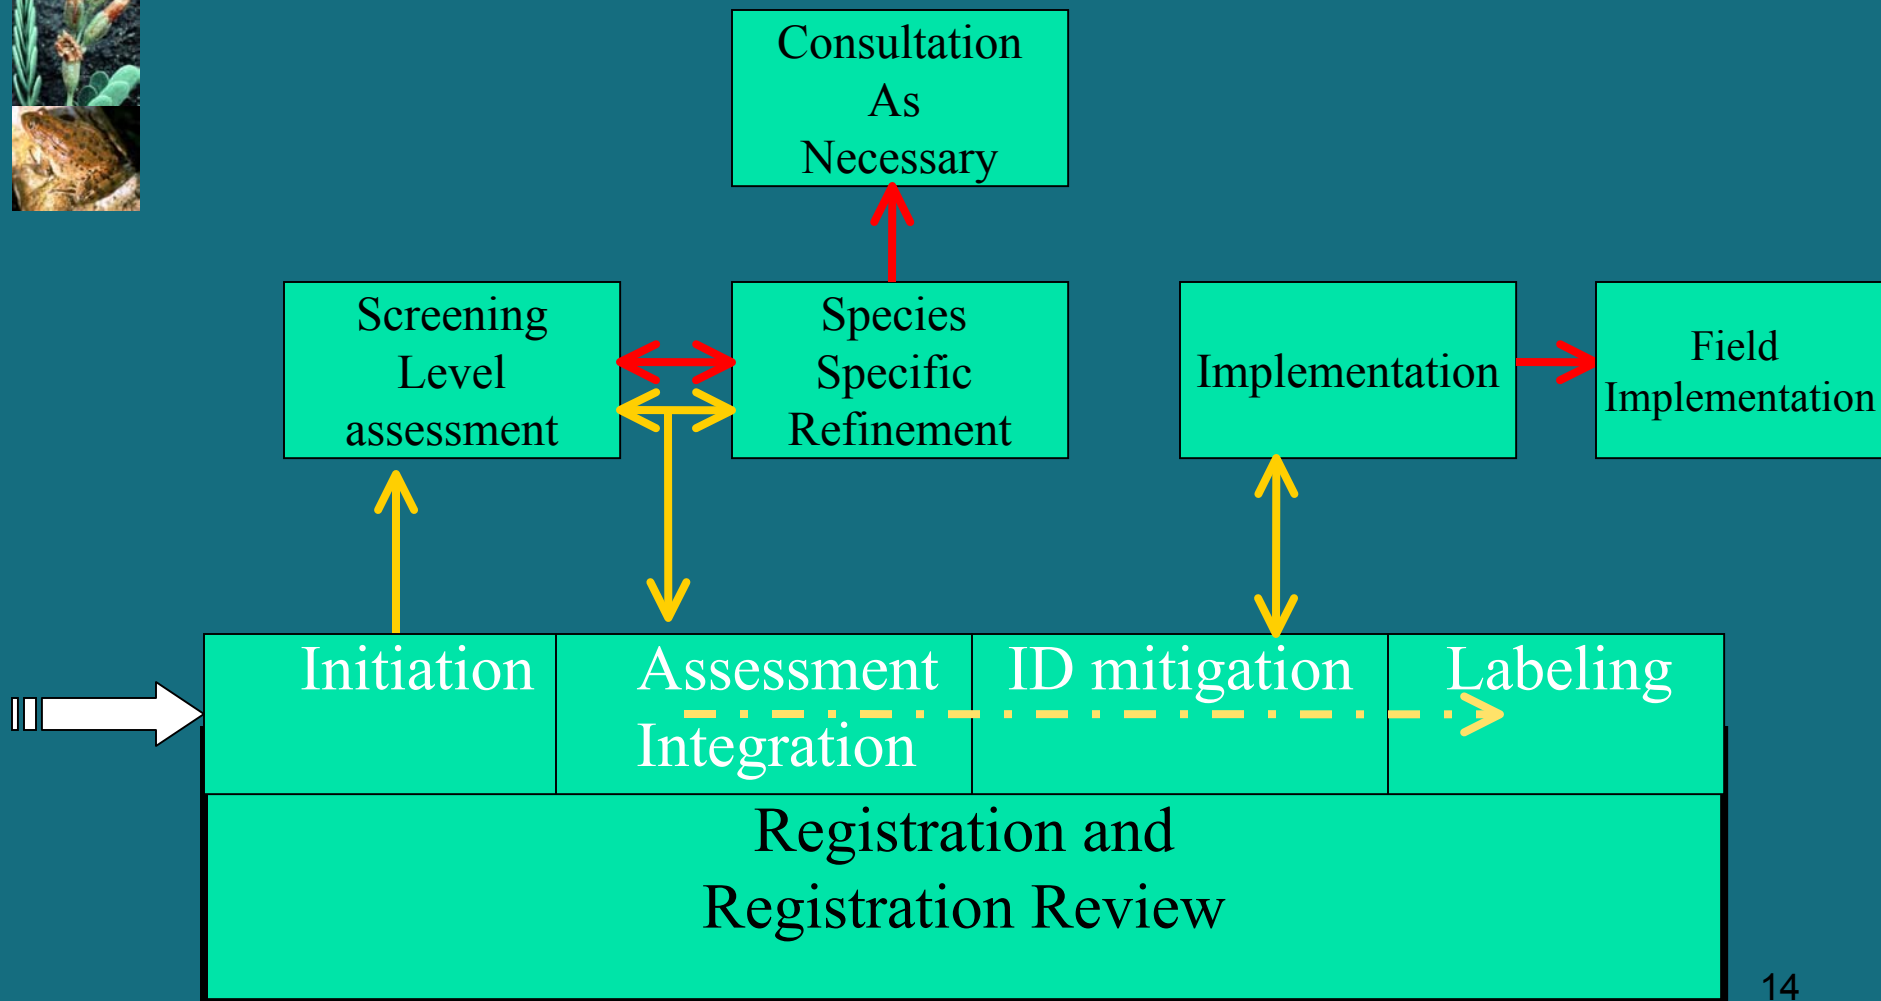 Consultation
As
Necessary
Screening
Level
assessment
Species
Specific
Refinement
Implementation
Field
Implementation
Initiation
Assessment
Integration
ID mitigation
Labeling
Registration and
Registration Review
14